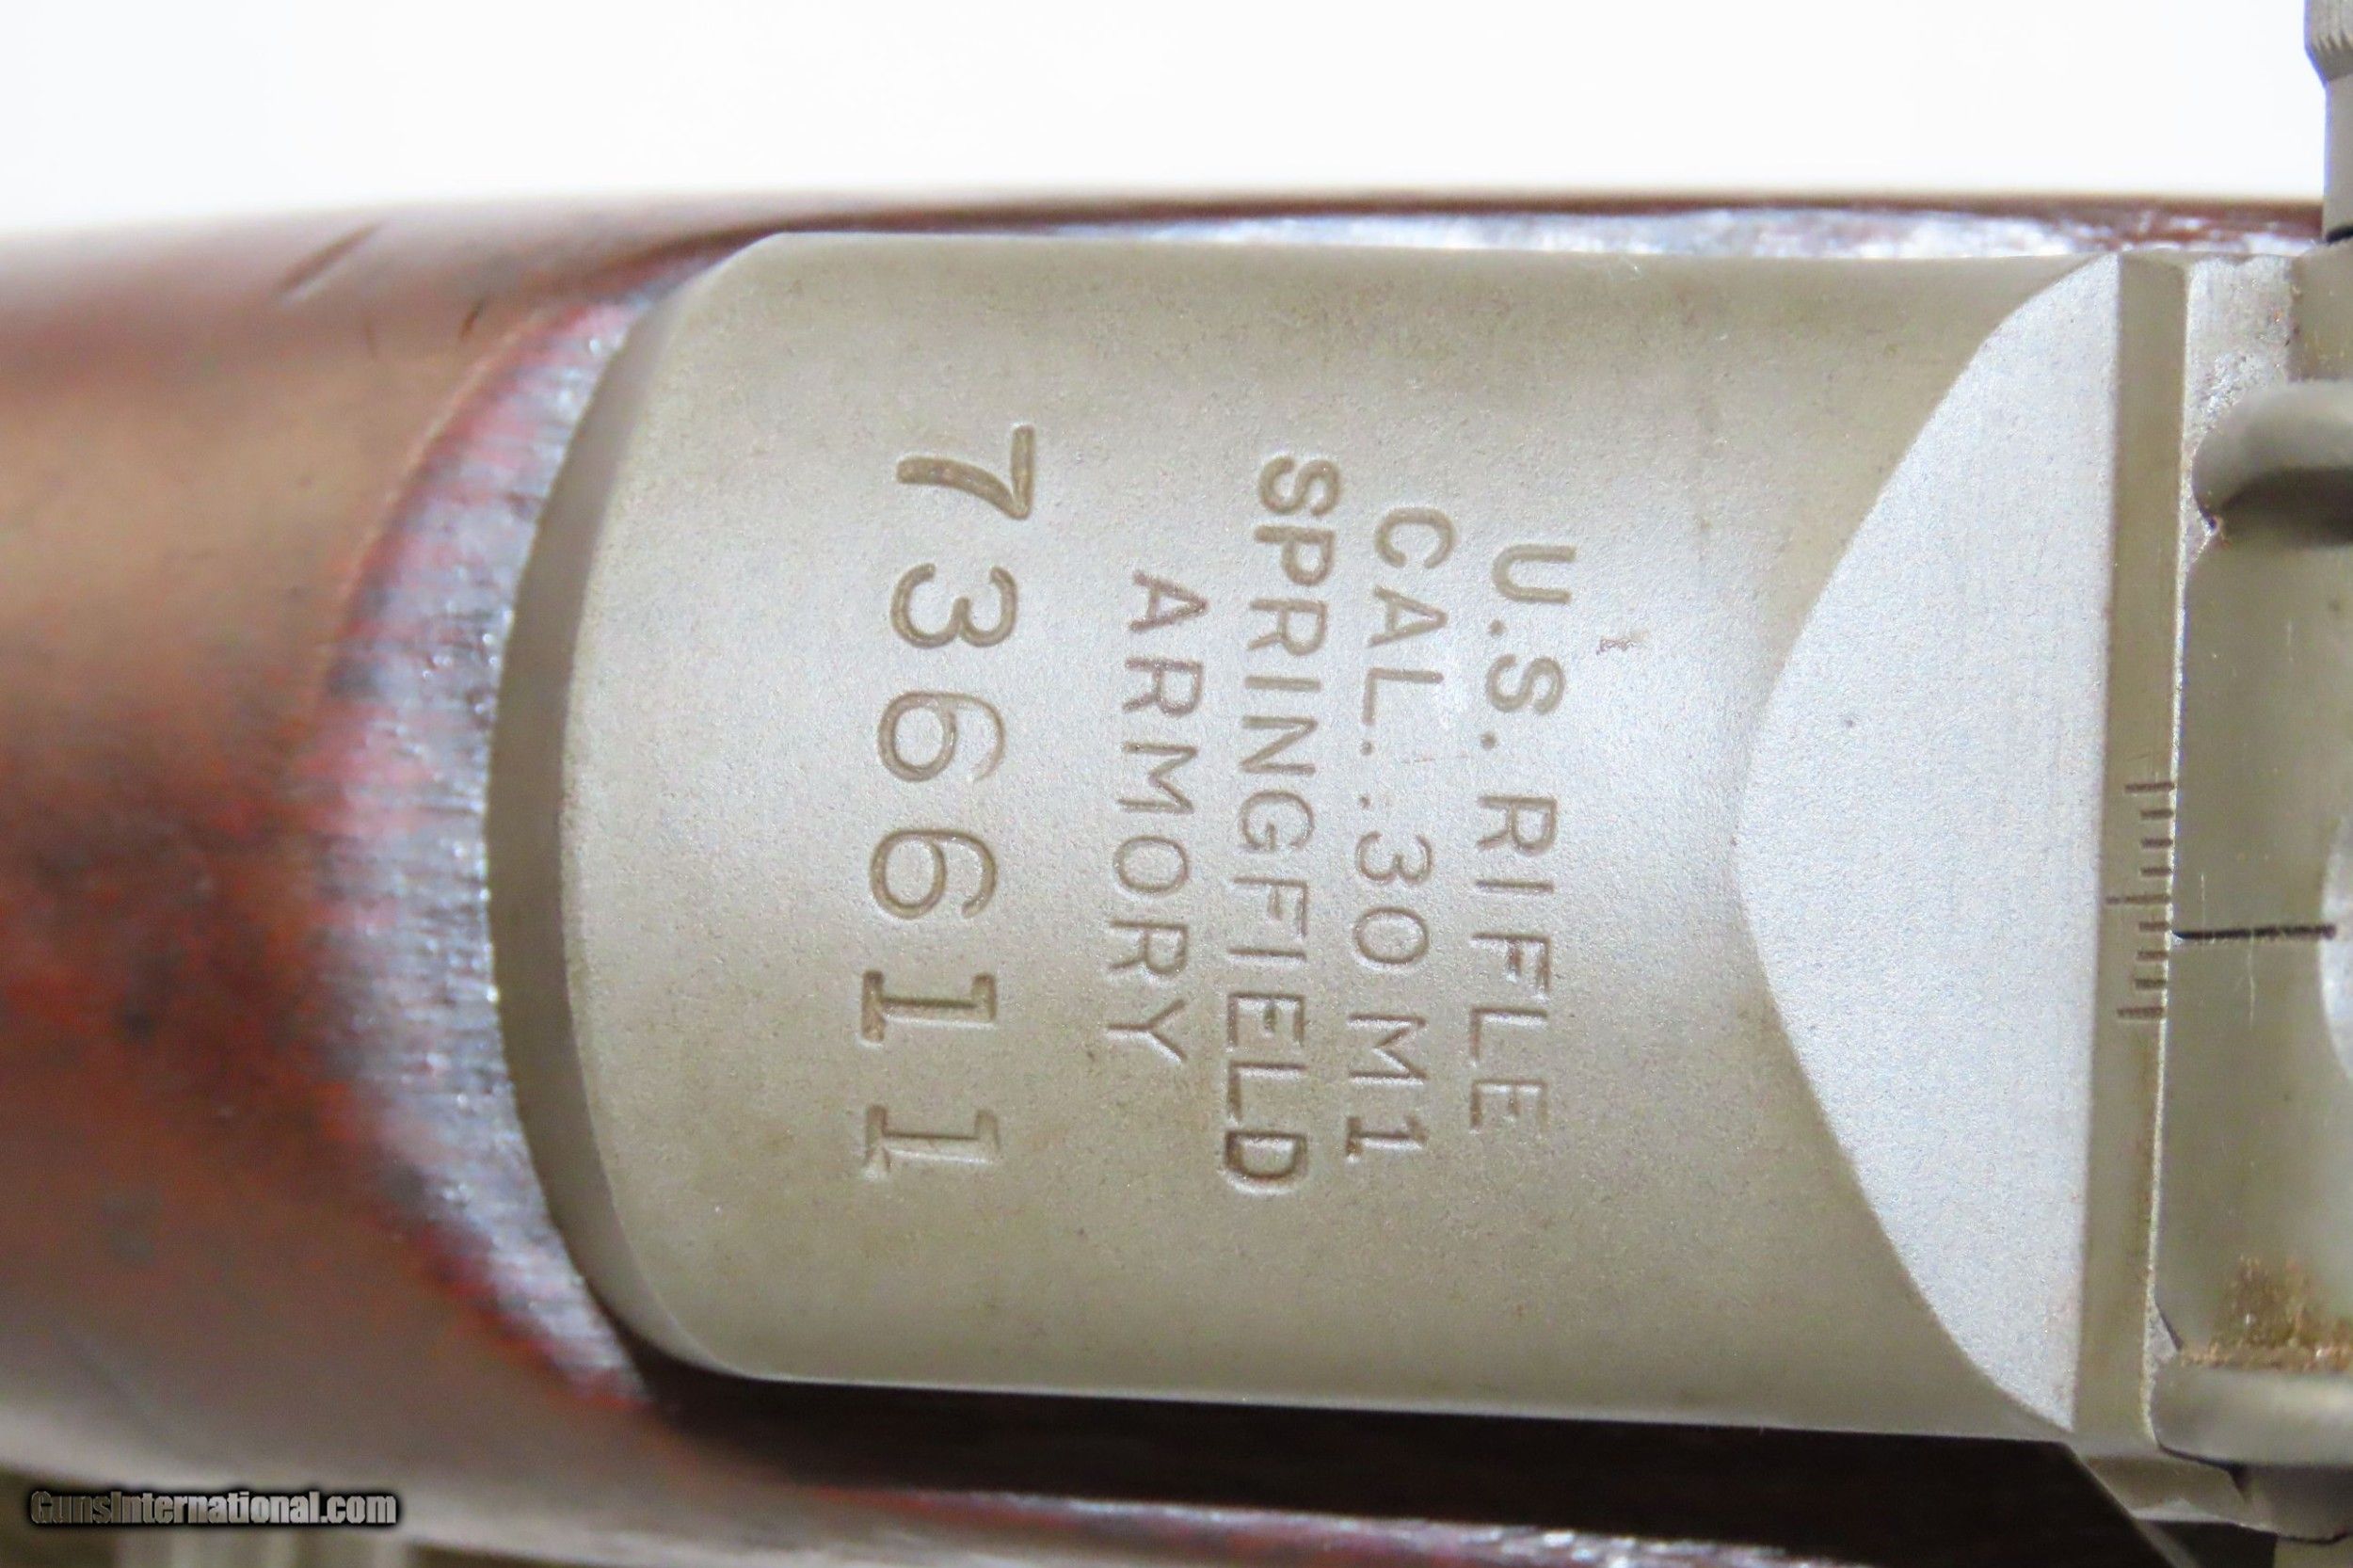 U.S. RIFLE
CAL. .30 M1
SPRINGFIELD
ARMORY
736611
GunsInternational.com